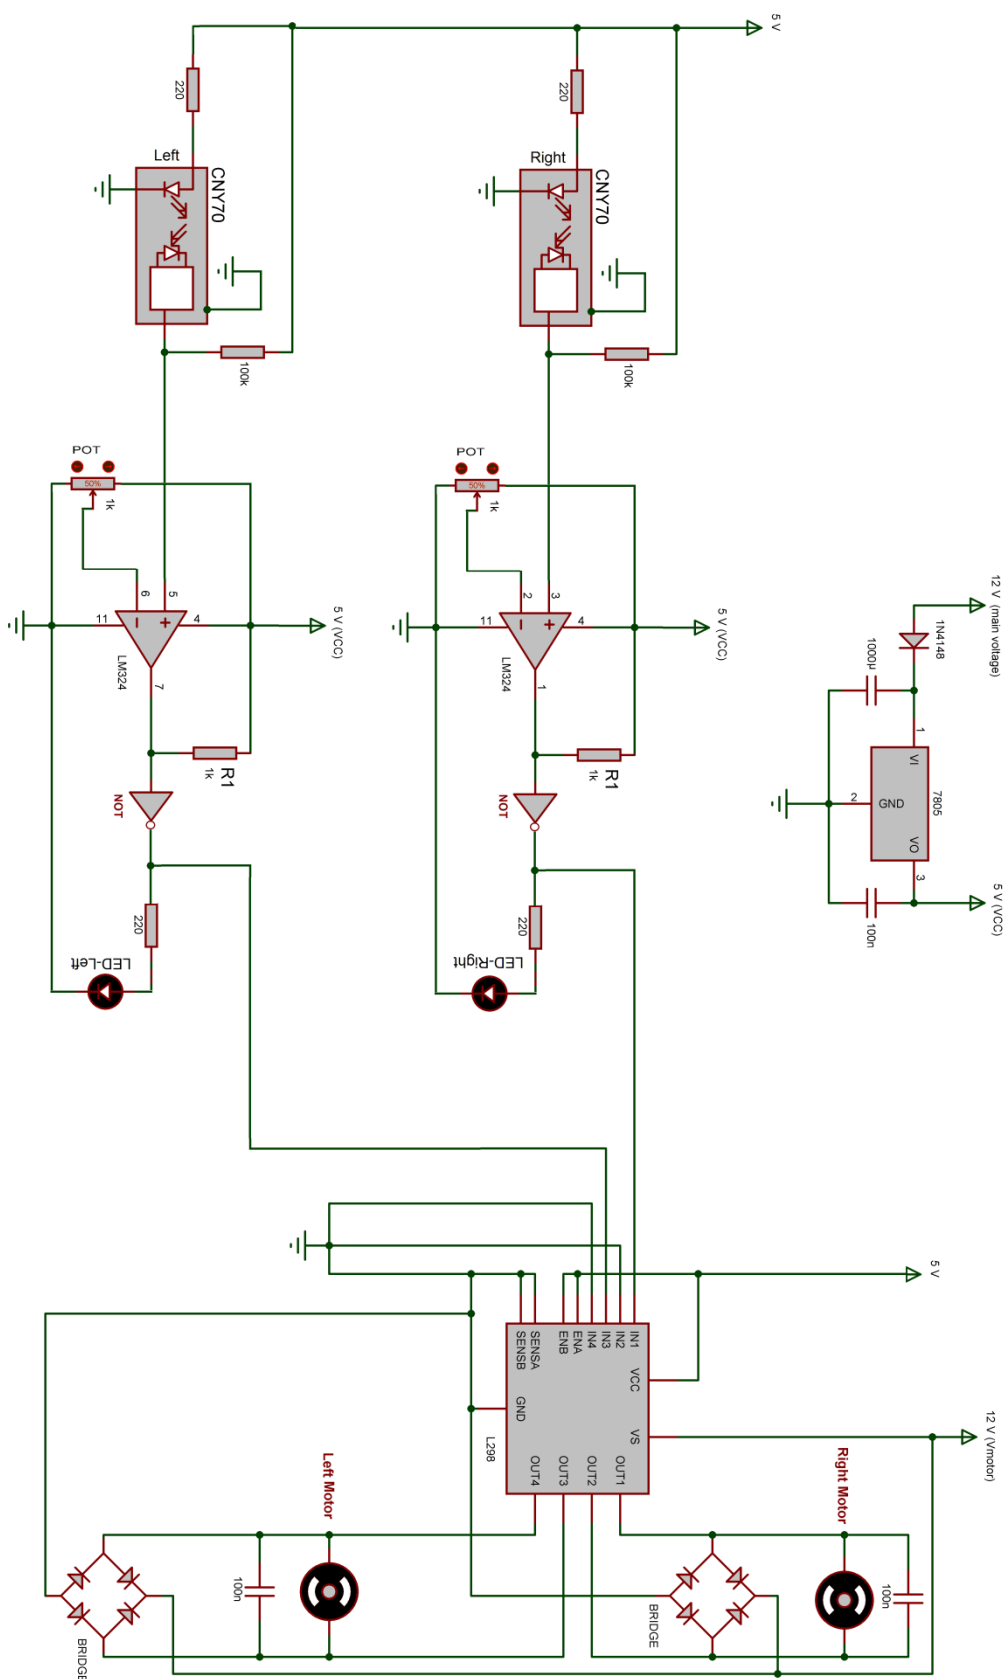 5 V
220
Left
CNY70
100k
220
Right
CNY70
100k
POT
50%
1k
6
5
11
4
5 V (VCC)
LM324
7
R1
1k
NOT
220
LED-Left
POT
50%
1k
2
3
11
4
5 V (VCC)
LM324
1
R1
1k
NOT
220
LED-Right
12 V (main voltage)
1N4148
1000µ
1
VI
2
GND
7805
VO
3
100n
5 V (VCC)
5 V
12 V (Vmotor)
IN1
IN2
IN3
IN4
ENA
ENB
SENSA
SENSB
VCC
VS
GND
L298
OUT1
OUT2
OUT3
OUT4
Left Motor
100n
BRIDGE
Right Motor
100n
BRIDGE